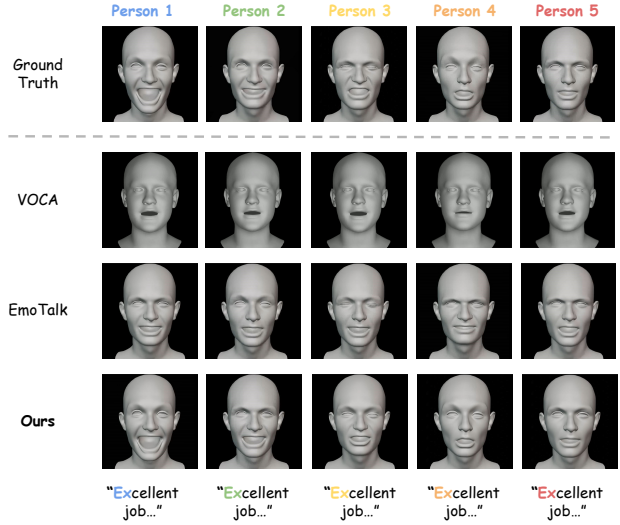 Person 1 Person 2 Person 3 Person 4 Person 5
Ground
Truth
VOCA
EmoTalk
Ours
“Excellent “Excellent “Excellent “Excellent “Excellent
job…” job…” job…” job…” job…”